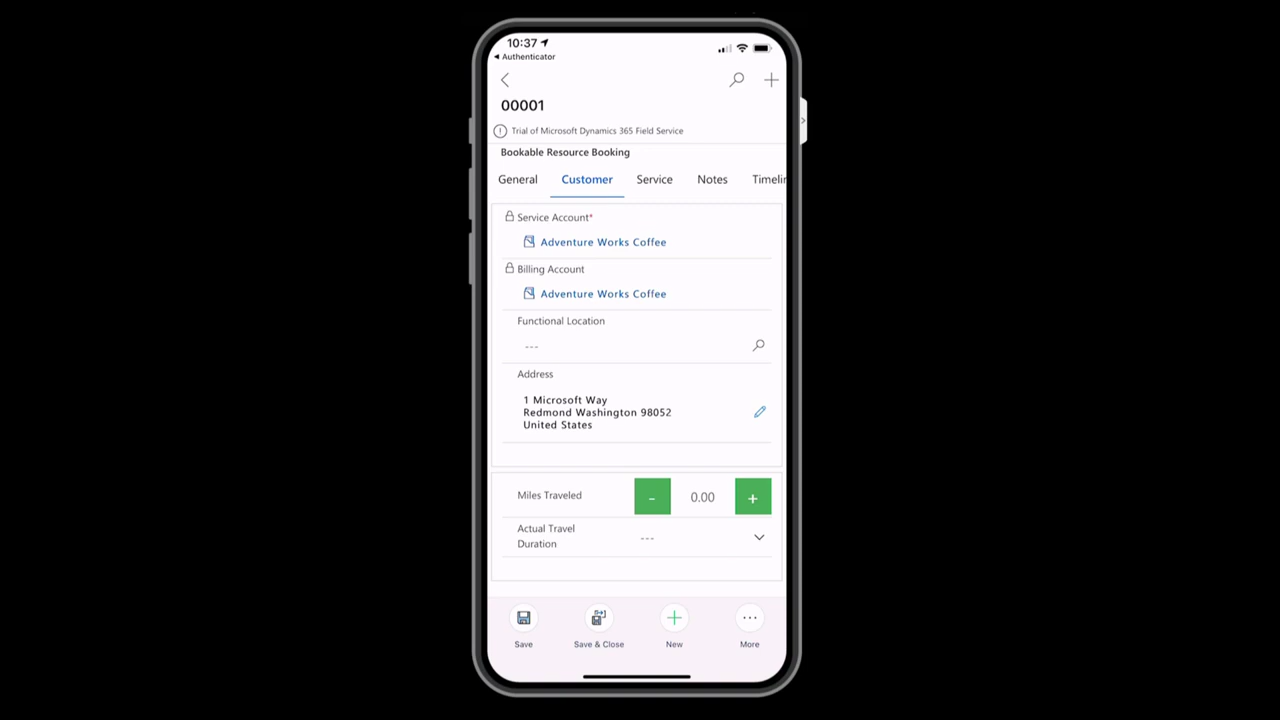 10:37
Authenticator
00001
Trial of Microsoft Dynamics 365 Field Service
Bookable Resource Booking
General Customer Service Notes Timelin
Service Account*
Adventure Works Coffee
Billing Account
Adventure Works Coffee
Functional Location
---
Address
1 Microsoft Way
Redmond Washington 98052
United States
Miles Traveled - 0.00 +
Actual Travel
Duration ---
Save Save & Close New More